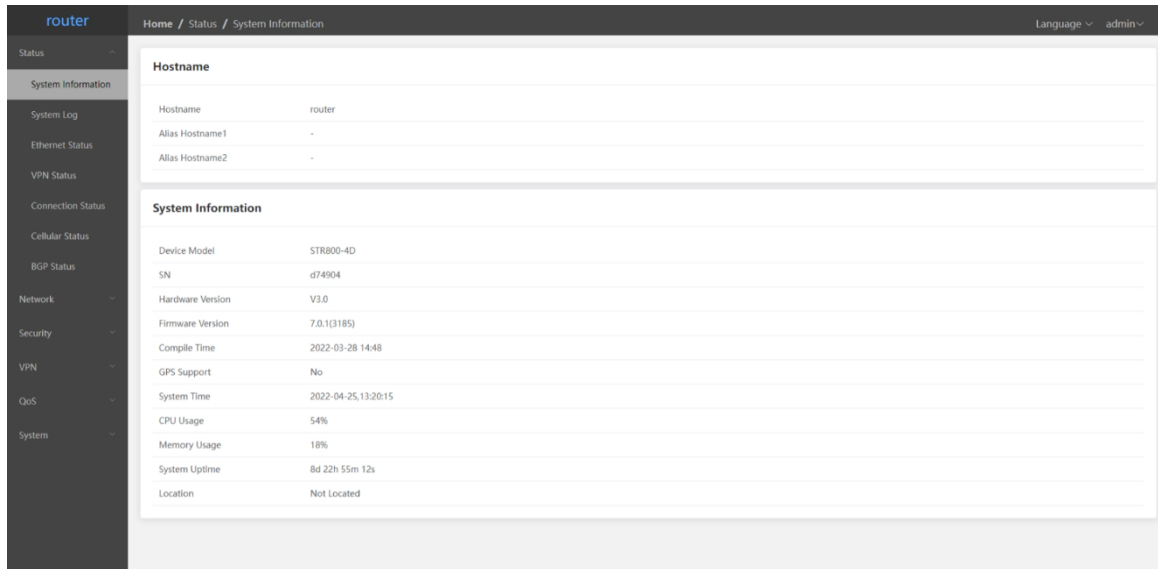 router
Home / Status / System Information
Language admin
Status
System Information
System Log
Ethernet Status
VPN Status
Connection Status
Cellular Status
BGP Status
Network
Security
VPN
QoS
System
Hostname
Hostname router
Alias Hostname1 -
Alias Hostname2 -
System Information
Device Model STR800-4D
SN d74904
Hardware Version V3.0
Firmware Version 7.0.1(3185)
Compile Time 2022-03-28 14:48
GPS Support No
System Time 2022-04-25,13:20:15
CPU Usage 54%
Memory Usage 18%
System Uptime 8d 22h 55m 12s
Location Not Located